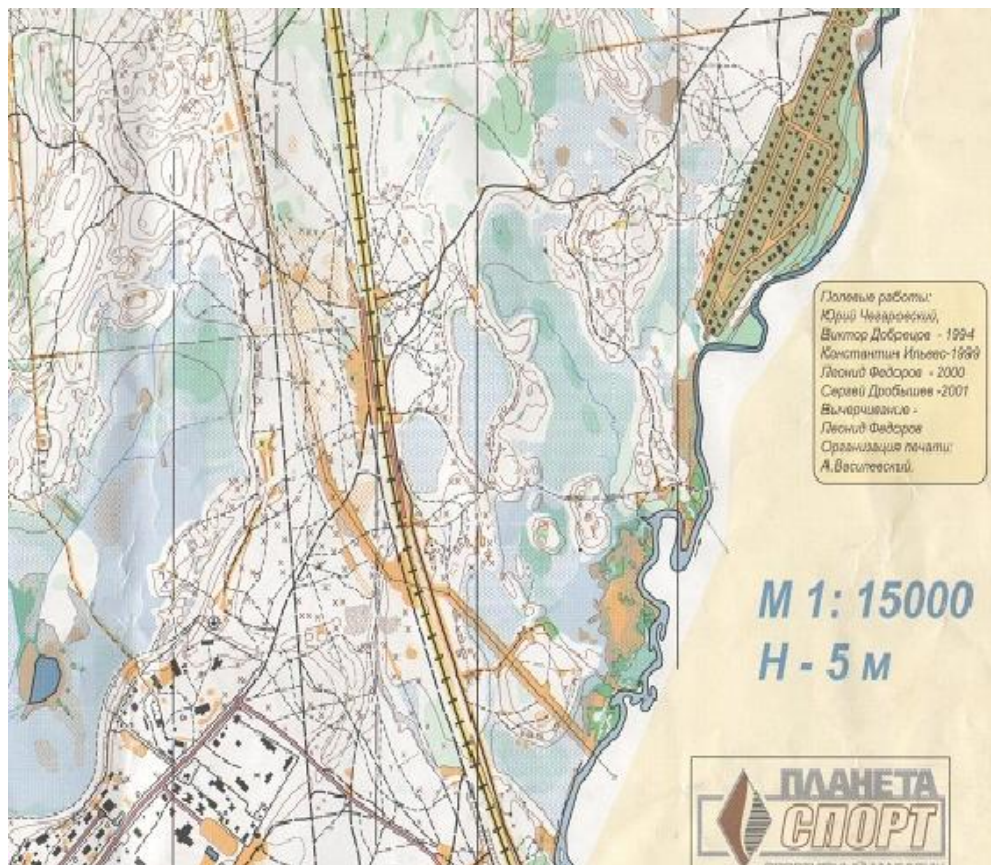 Полевые работы:
Юрий Чегаровский,
Виктор Добрецов - 1994
Константин Ильвес-1999
Леонид Федоров - 2000
Сергей Дробышев -2001
Вычерчивание -
Леонид Федоров
Организация печати:
А.Василевский.
М 1: 15000
Н - 5 м
ПЛАНЕТА
СПОРТ